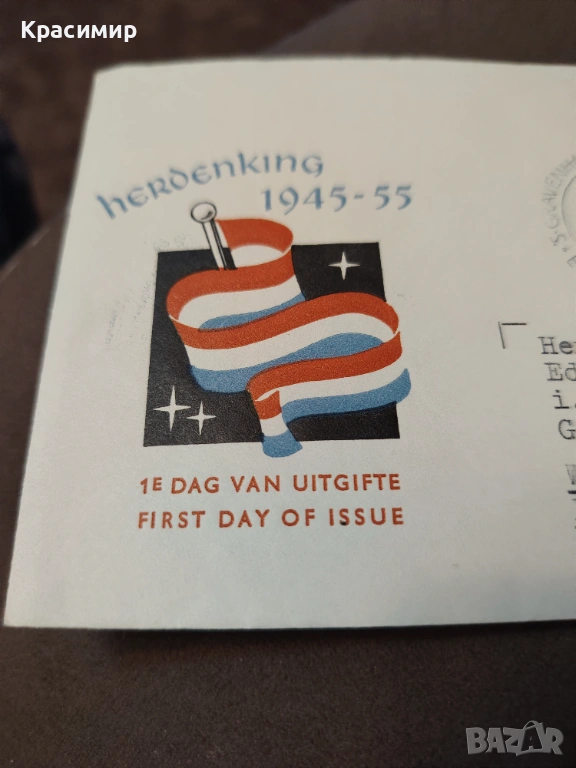 Красимир
herdenking
1945-55
1E DAG VAN UITGIFTE
FIRST DAY OF ISSUE
He
Ed
i.
G
BAZAR